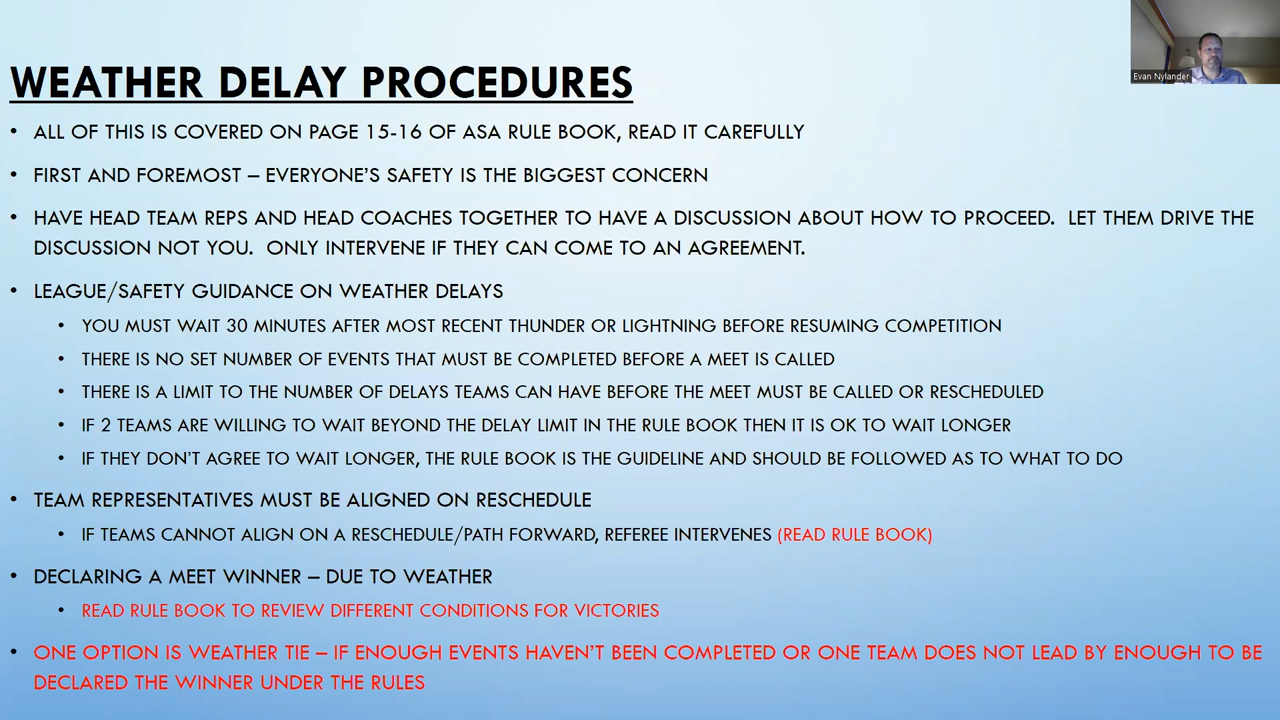 Evan Nylander
WEATHER DELAY PROCEDURES
• ALL OF THIS IS COVERED ON PAGE 15-16 OF ASA RULE BOOK, READ IT CAREFULLY
• FIRST AND FOREMOST – EVERYONE'S SAFETY IS THE BIGGEST CONCERN
• HAVE HEAD TEAM REPS AND HEAD COACHES TOGETHER TO HAVE A DISCUSSION ABOUT HOW TO PROCEED. LET THEM DRIVE THE
DISCUSSION NOT YOU. ONLY INTERVENE IF THEY CAN COME TO AN AGREEMENT.
• LEAGUE/SAFETY GUIDANCE ON WEATHER DELAYS
• YOU MUST WAIT 30 MINUTES AFTER MOST RECENT THUNDER OR LIGHTNING BEFORE RESUMING COMPETITION
• THERE IS NO SET NUMBER OF EVENTS THAT MUST BE COMPLETED BEFORE A MEET IS CALLED
• THERE IS A LIMIT TO THE NUMBER OF DELAYS TEAMS CAN HAVE BEFORE THE MEET MUST BE CALLED OR RESCHEDULED
• IF 2 TEAMS ARE WILLING TO WAIT BEYOND THE DELAY LIMIT IN THE RULE BOOK THEN IT IS OK TO WAIT LONGER
• IF THEY DON'T AGREE TO WAIT LONGER, THE RULE BOOK IS THE GUIDELINE AND SHOULD BE FOLLOWED AS TO WHAT TO DO
• TEAM REPRESENTATIVES MUST BE ALIGNED ON RESCHEDULE
• IF TEAMS CANNOT ALIGN ON A RESCHEDULE/PATH FORWARD, REFEREE INTERVENES (READ RULE BOOK)
• DECLARING A MEET WINNER – DUE TO WEATHER
• READ RULE BOOK TO REVIEW DIFFERENT CONDITIONS FOR VICTORIES
• ONE OPTION IS WEATHER TIE – IF ENOUGH EVENTS HAVEN'T BEEN COMPLETED OR ONE TEAM DOES NOT LEAD BY ENOUGH TO BE
DECLARED THE WINNER UNDER THE RULES